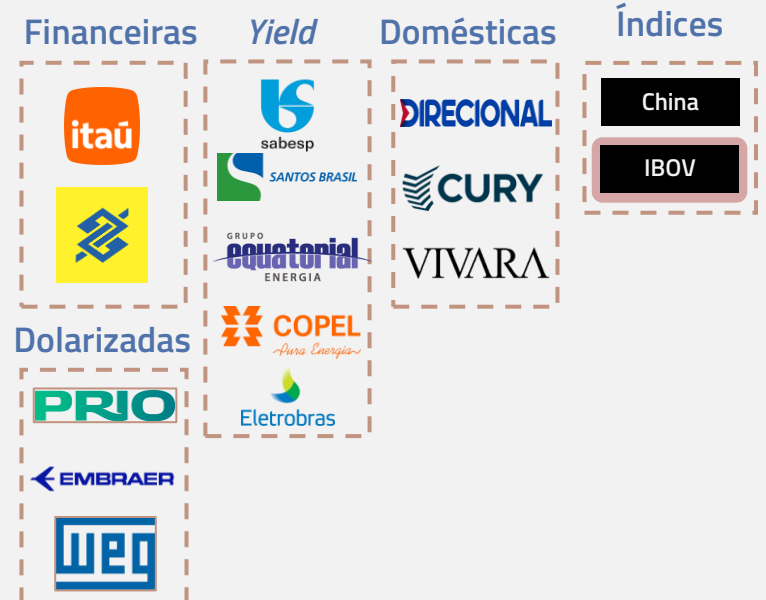 Financeiras
itaú
Dolarizadas
PRIO
EMBRAER
weg
Yield
sabesp
SANTOS BRASIL
GRUPO
equatorial
ENERGIA
COPEL
Pura Energia
Eletrobras
Domésticas
DIRECIONAL
CURY
VIVARA
Índices
China
IBOV